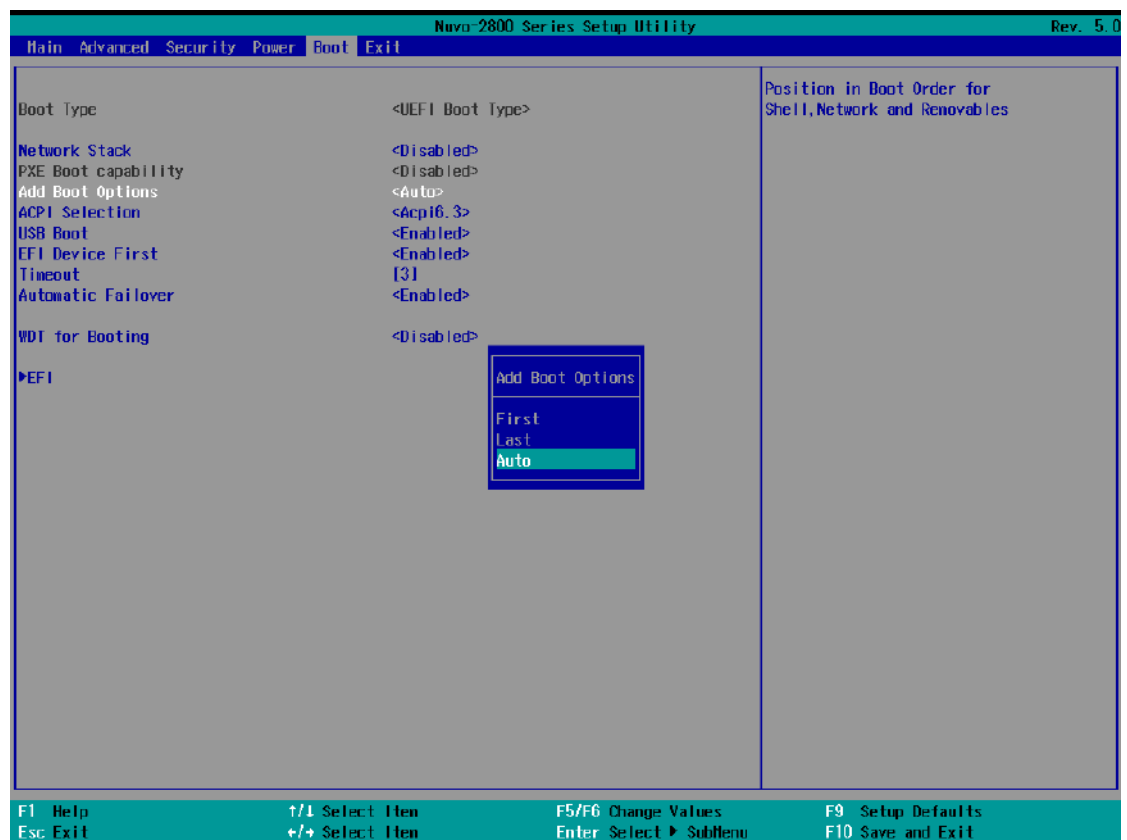 Nuvo-2800 Series Setup Utility Rev. 5.0
Main Advanced Security Power Boot Exit
Position in Boot Order for
Boot Type <UEFI Boot Type> Shell,Network and Removables
Network Stack <Disabled>
PXE Boot capability <Disabled>
Add Boot Options <Auto>
ACPI Selection <Acpi6.3>
USB Boot <Enabled>
EFI Device First <Enabled>
Timeout [3]
Automatic Failover <Enabled>
WDT for Booting <Disabled>
▶EFI
Add Boot Options
First
Last
Auto
F1 Help ↑/↓ Select Item F5/F6 Change Values F9 Setup Defaults
Esc Exit ←/→ Select Item Enter Select ▶ SubMenu F10 Save and Exit